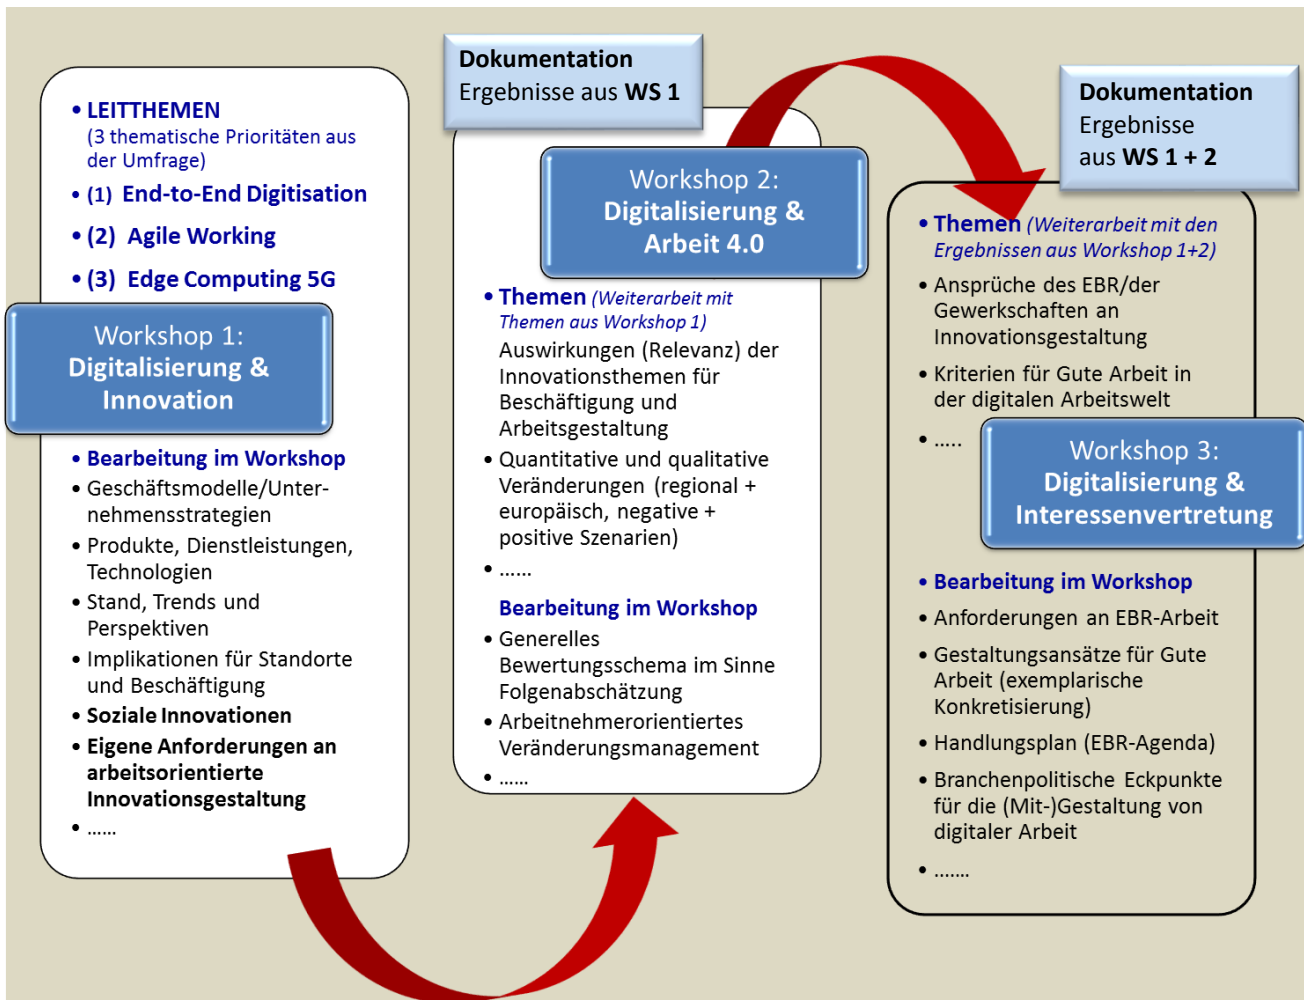 • LEITTHEMEN
(3 thematische Prioritäten aus
der Umfrage)
• (1) End-to-End Digitisation
• (2) Agile Working
• (3) Edge Computing 5G
Workshop 1:
Digitalisierung &
Innovation
• Bearbeitung im Workshop
• Geschäftsmodelle/Unter-
nehmensstrategien
• Produkte, Dienstleistungen,
Technologien
• Stand, Trends und
Perspektiven
• Implikationen für Standorte
und Beschäftigung
• Soziale Innovationen
• Eigene Anforderungen an
arbeitsorientierte
Innovationsgestaltung
• ......
Dokumentation
Ergebnisse aus WS 1
Workshop 2:
Digitalisierung &
Arbeit 4.0
• Themen (Weiterarbeit mit
Themen aus Workshop 1)
Auswirkungen (Relevanz) der
Innovationsthemen für
Beschäftigung und
Arbeitsgestaltung
• Quantitative und qualitative
Veränderungen (regional +
europäisch, negative +
positive Szenarien)
• ......
Bearbeitung im Workshop
• Generelles
Bewertungsschema im Sinne
Folgenabschätzung
• Arbeitnehmerorientiertes
Veränderungsmanagement
• ......
Dokumentation
Ergebnisse
aus WS 1 + 2
• Themen (Weiterarbeit mit den
Ergebnissen aus Workshop 1+2)
• Ansprüche des EBR/der
Gewerkschaften an
Innovationsgestaltung
• Kriterien für Gute Arbeit in
der digitalen Arbeitswelt
• .....
Workshop 3:
Digitalisierung &
Interessenvertretung
• Bearbeitung im Workshop
• Anforderungen an EBR-Arbeit
• Gestaltungsansätze für Gute
Arbeit (exemplarische
Konkretisierung)
• Handlungsplan (EBR-Agenda)
• Branchenpolitische Eckpunkte
für die (Mit-)Gestaltung von
digitaler Arbeit
• .......